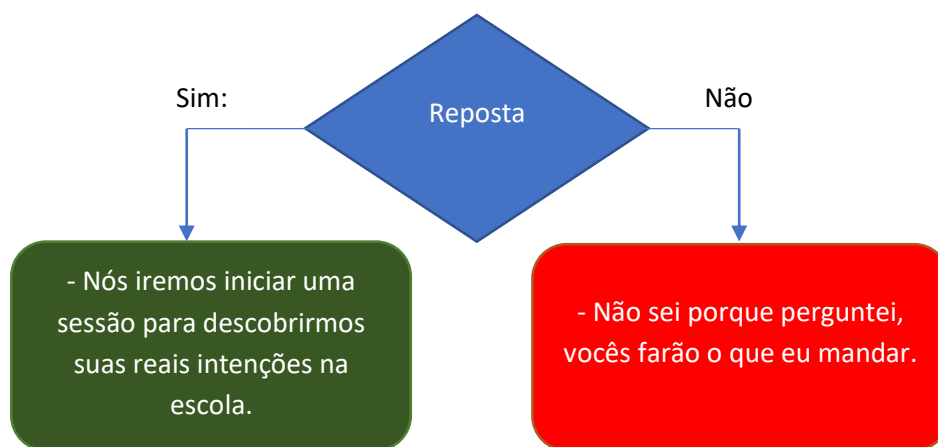 Sim:
Reposta
Não
- Nós iremos iniciar uma
sessão para descobrirmos
suas reais intenções na
escola.
- Não sei porque perguntei,
vocês farão o que eu mandar.